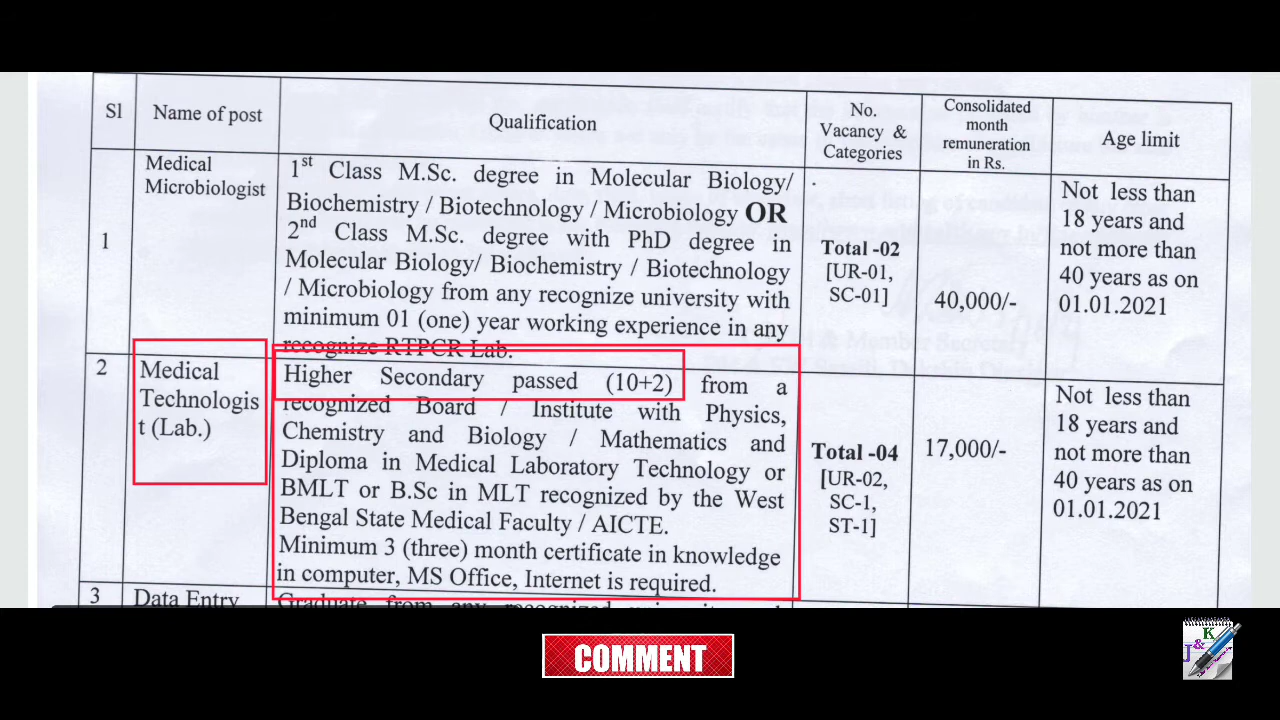 Sl
Name of post
Qualification
No.
Vacancy &
Categories
Consolidated
month
remuneration
in Rs.
Age limit
1
Medical
Microbiologist
1st Class M.Sc. degree in Molecular Biology/
Biochemistry / Biotechnology / Microbiology OR
2nd Class M.Sc. degree with PhD degree in
Molecular Biology/ Biochemistry / Biotechnology
/ Microbiology from any recognize university with
minimum 01 (one) year working experience in any
recognize RTPCR Lab.
Total -02
[UR-01,
SC-01]
40,000/-
Not less than
18 years and
not more than
40 years as on
01.01.2021
2
Medical
Technologis
t (Lab.)
Higher Secondary passed (10+2) from a
recognized Board / Institute with Physics,
Chemistry and Biology / Mathematics and
Diploma in Medical Laboratory Technology or
BMLT or B.Sc in MLT recognized by the West
Bengal State Medical Faculty / AICTE.
Minimum 3 (three) month certificate in knowledge
in computer, MS Office, Internet is required.
Total -04
[UR-02,
SC-1,
ST-1]
17,000/-
Not less than
18 years and
not more than
40 years as on
01.01.2021
3
Data Entry
Graduate from any recognized university and
COMMENT
J&K